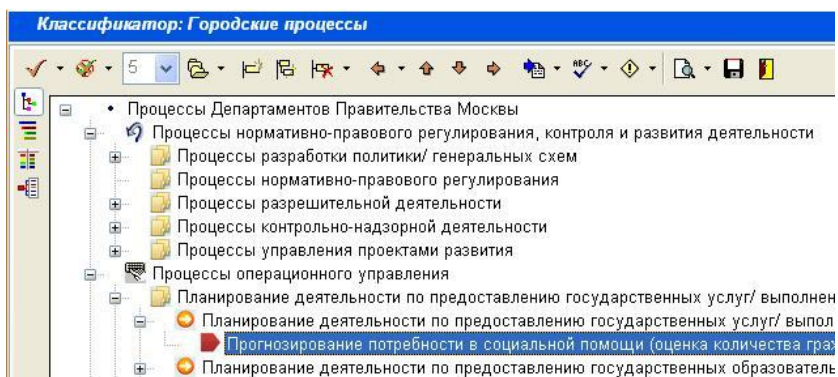 Классификатор: Городские процессы
5
ABC
Процессы Департаментов Правительства Москвы
Процессы нормативно-правового регулирования, контроля и развития деятельности
Процессы разработки политики/ генеральных схем
Процессы нормативно-правового регулирования
Процессы разрешительной деятельности
Процессы контрольно-надзорной деятельности
Процессы управления проектами развития
Процессы операционного управления
Планирование деятельности по предоставлению государственных услуг/ выполнен
Планирование деятельности по предоставлению государственных услуг/ выпол
Прогнозирование потребности в социальной помощи (оценка количества граж
Планирование деятельности по предоставлению государственных образователь